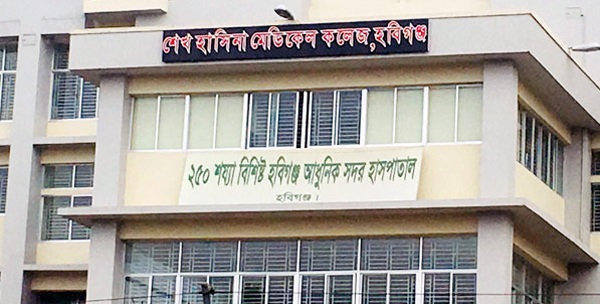 শেখ হাসিনা মেডিকেল কলেজ,হবিগঞ্জ
২৫০ শয্যা বিশিষ্ট হবিগঞ্জ আধুনিক সদর হাসপাতাল
হবিগঞ্জ ।